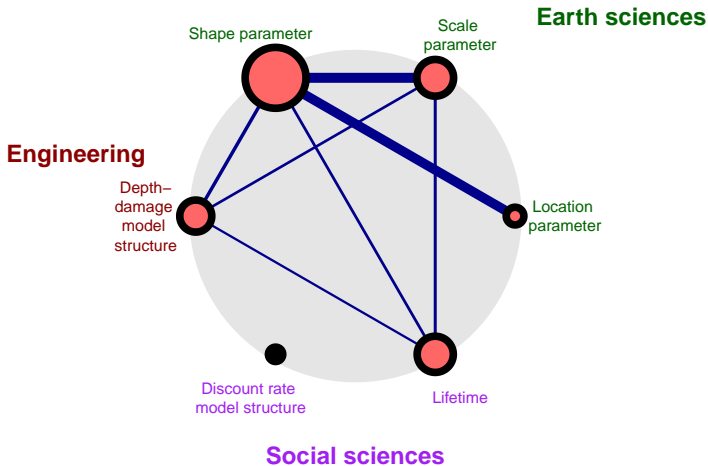 Earth sciences
Shape parameter
Scale
parameter
Engineering
Depth–
damage
model
structure
Location
parameter
Discount rate
model structure
Lifetime
Social sciences